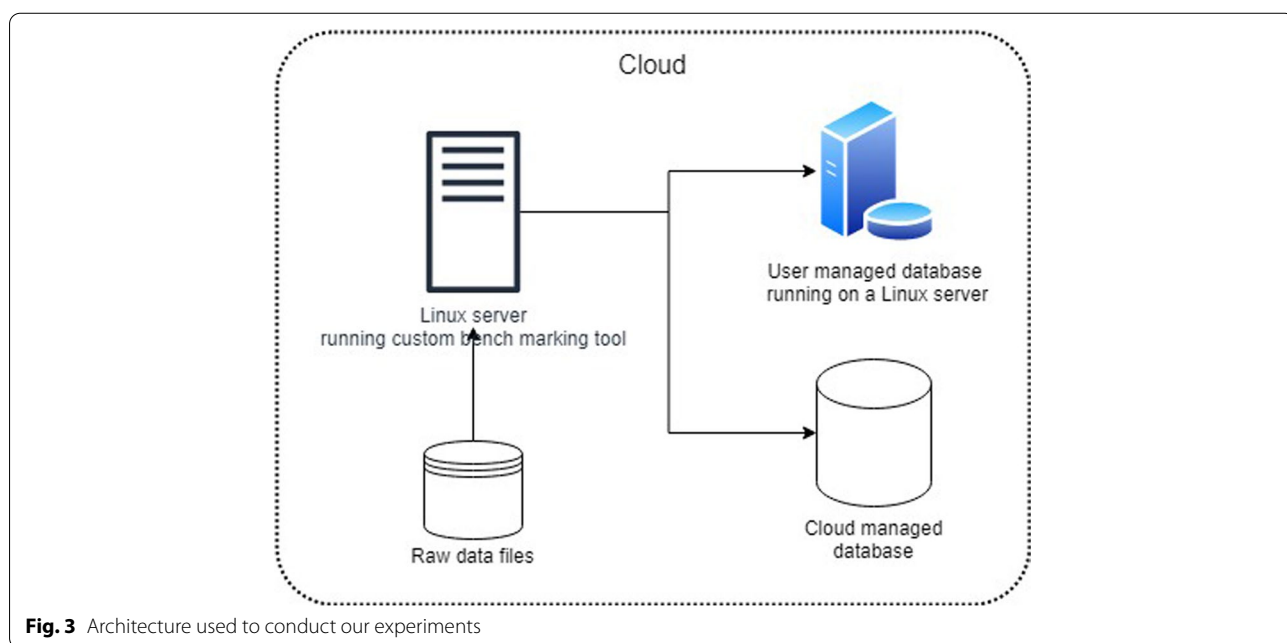 Cloud
Linux server
running custom bench marking tool
Raw data files
User managed database
running on a Linux server
Cloud managed
database
Fig. 3 Architecture used to conduct our experiments